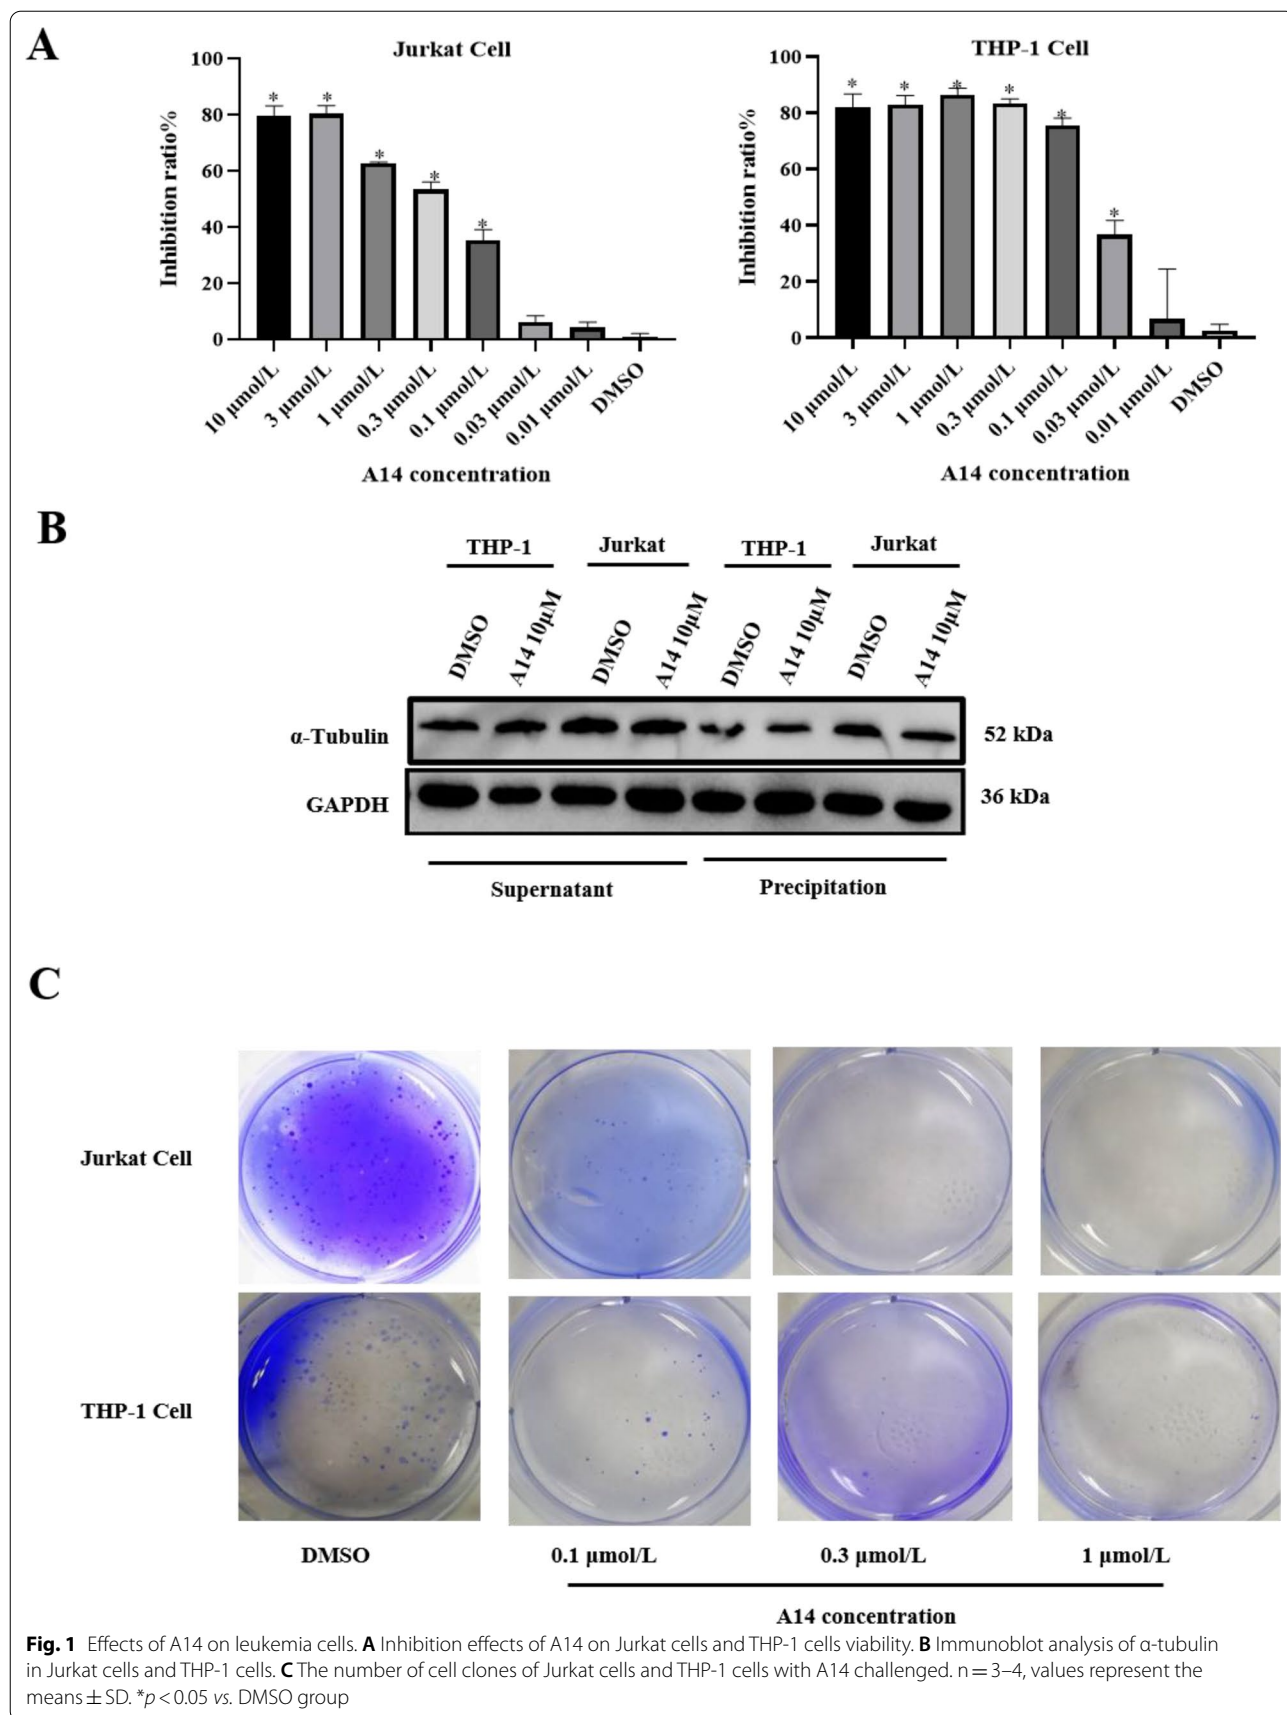 A
Jurkat Cell
THP-1 Cell
Inhibition ratio%
100
80
60
40
20
0
* * * * *
10 μmol/L
3 μmol/L
1 μmol/L
0.3 μmol/L
0.1 μmol/L
0.03 μmol/L
0.01 μmol/L
DMSO
A14 concentration
Inhibition ratio%
100
80
60
40
20
0
* * * * * *
10 μmol/L
3 μmol/L
1 μmol/L
0.3 μmol/L
0.1 μmol/L
0.03 μmol/L
0.01 μmol/L
DMSO
A14 concentration
B
THP-1 Jurkat THP-1 Jurkat
DMSO A14 10μM DMSO A14 10μM DMSO A14 10μM DMSO A14 10μM
α-Tubulin 52 kDa
GAPDH 36 kDa
Supernatant Precipitation
C
Jurkat Cell
THP-1 Cell
DMSO 0.1 μmol/L 0.3 μmol/L 1 μmol/L
A14 concentration
Fig. 1 Effects of A14 on leukemia cells. A Inhibition effects of A14 on Jurkat cells and THP-1 cells viability. B Immunoblot analysis of α-tubulin
in Jurkat cells and THP-1 cells. C The number of cell clones of Jurkat cells and THP-1 cells with A14 challenged. n = 3–4, values represent the
means ± SD. *p < 0.05 vs. DMSO group